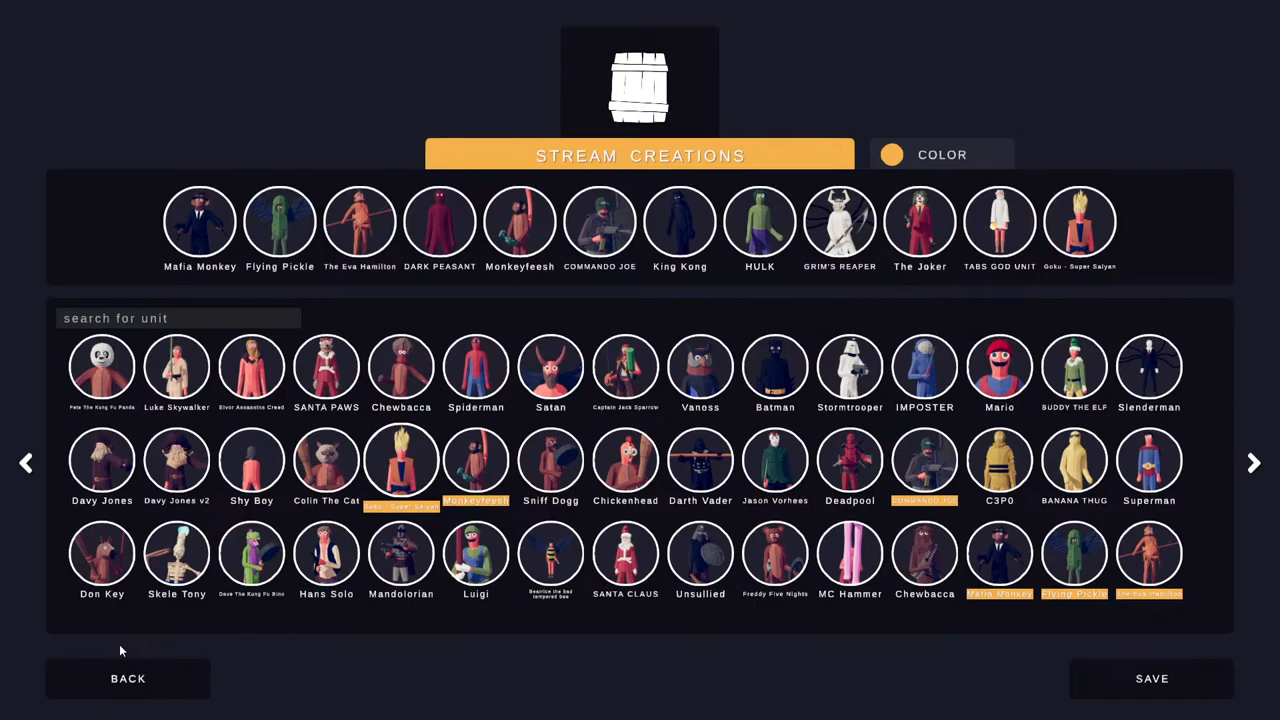 STREAM CREATIONS
COLOR
Mafia Monkey Flying Pickle The Eva Hamilton DARK PEASANT Monkeyfeesh COMMANDO JOE King Kong HULK GRIM'S REAPER The Joker TABS GOD UNIT Goku - Super Saiyan
search for unit
Pete The Kung Fu Panda Luke Skywalker Eivor Assassins Creed SANTA PAWS Chewbacca Spiderman Satan Captain Jack Sparrow Vanoss Batman Stormtrooper IMPOSTER Mario BUDDY THE ELF Slenderman
Davy Jones Davy Jones v2 Shy Boy Colin The Cat Goku - Super Saiyan Monkeyfeesh Sniff Dogg Chickenhead Darth Vader Jason Vorhees Deadpool COMMANDO JOE C3P0 BANANA THUG Superman
Don Key Skele Tony Dave The Kung Fu Dino Hans Solo Mandolorian Luigi Beatrice the bad tempered bee SANTA CLAUS Unsullied Freddy Five Nights MC Hammer Chewbacca Mafia Monkey Flying Pickle The Eva Hamilton
BACK
SAVE